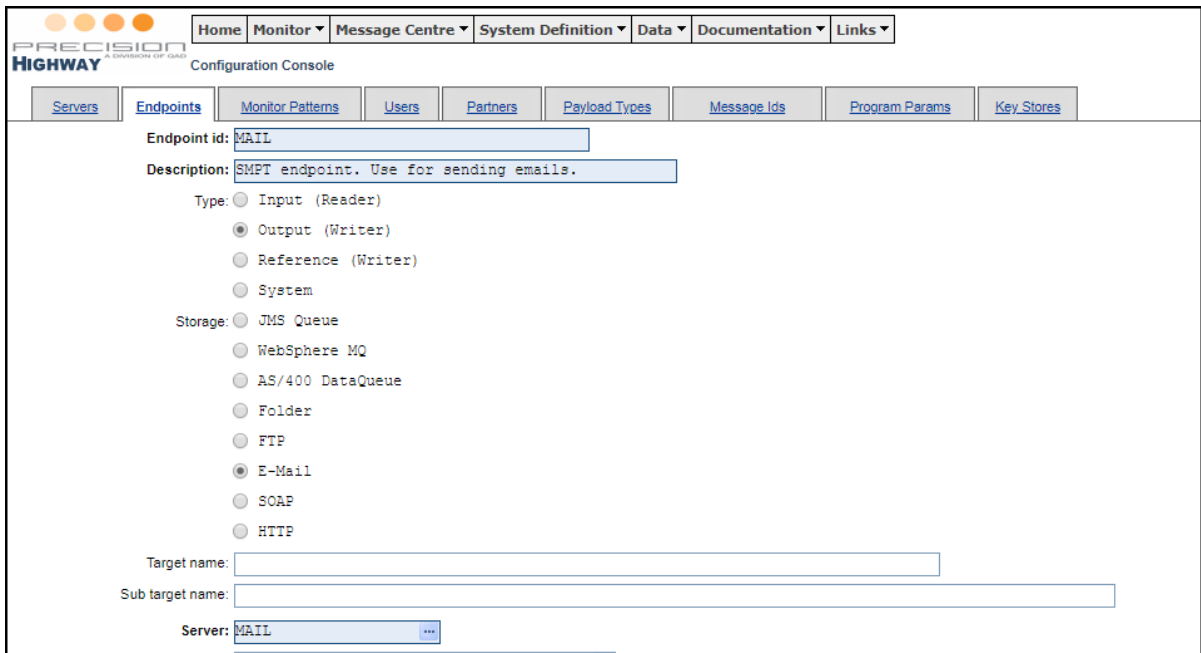 Home Monitor Message Centre System Definition Data Documentation Links
PRECISION
A DIVISION OF QAD
HIGHWAY
Configuration Console
Servers Endpoints Monitor Patterns Users Partners Payload Types Message Ids Program Params Key Stores
Endpoint id: MAIL
Description: SMPT endpoint. Use for sending emails.
Type: Input (Reader)
Output (Writer)
Reference (Writer)
System
Storage: JMS Queue
WebSphere MQ
AS/400 DataQueue
Folder
FTP
E-Mail
SOAP
HTTP
Target name:
Sub target name:
Server: MAIL ...